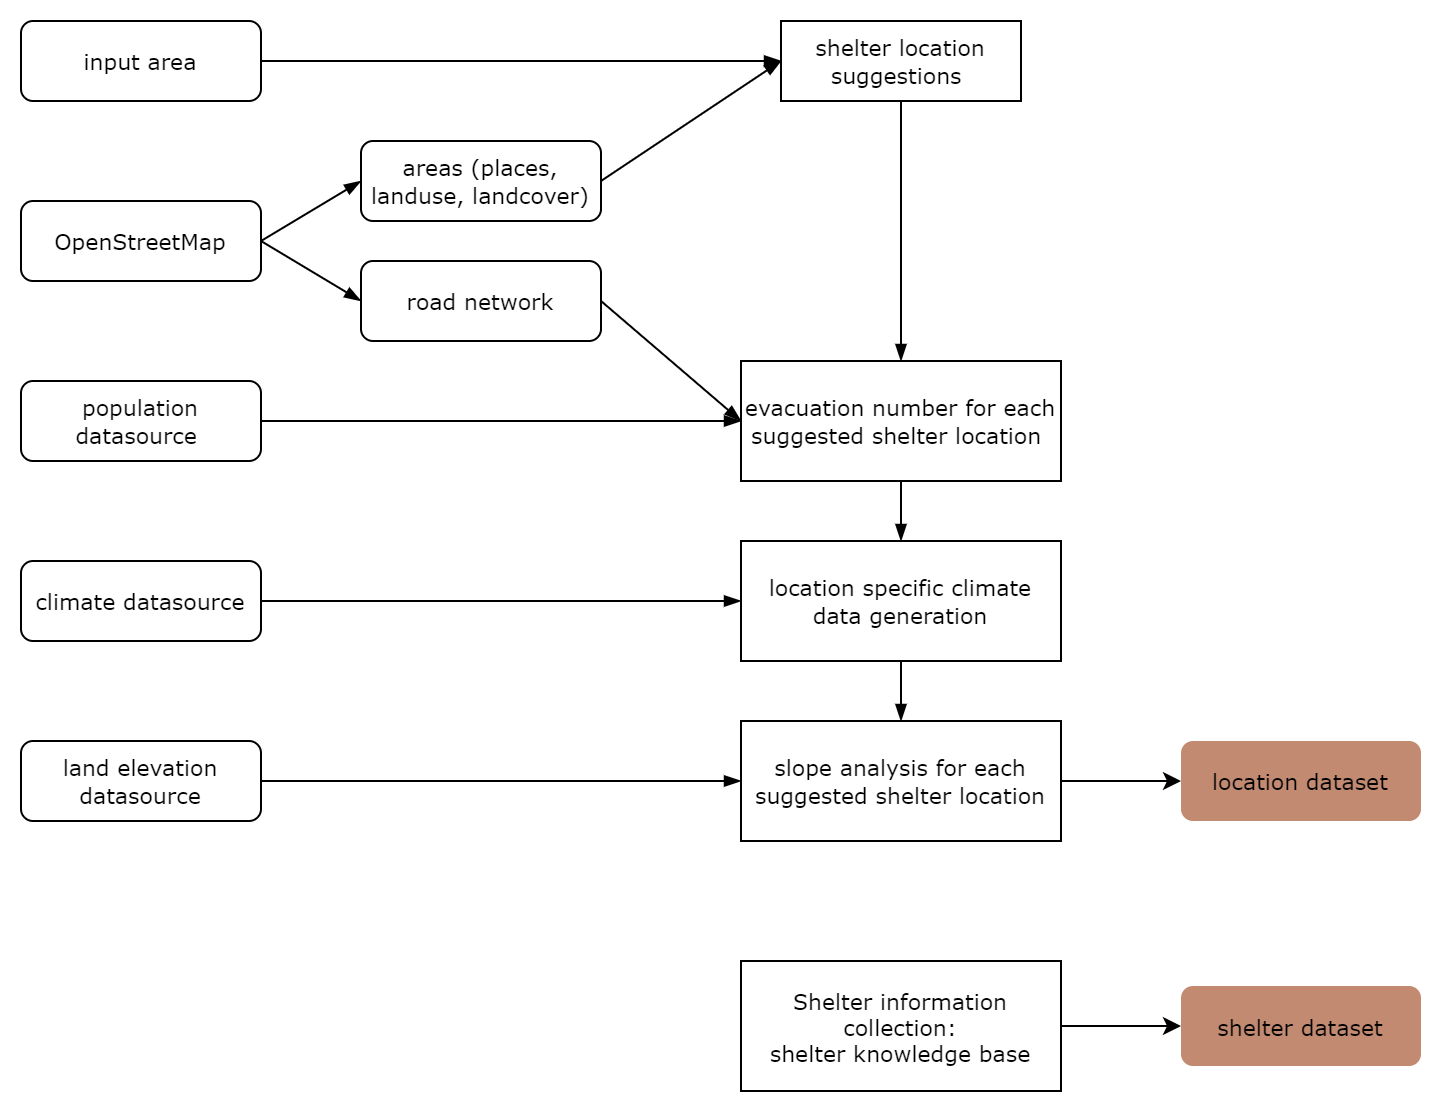 input area
shelter location
suggestions
areas (places,
landuse, landcover)
OpenStreetMap
road network
population
datasource
evacuation number for each
suggested shelter location
climate datasource
location specific climate
data generation
land elevation
datasource
slope analysis for each
suggested shelter location
location dataset
Shelter information
collection:
shelter knowledge base
shelter dataset